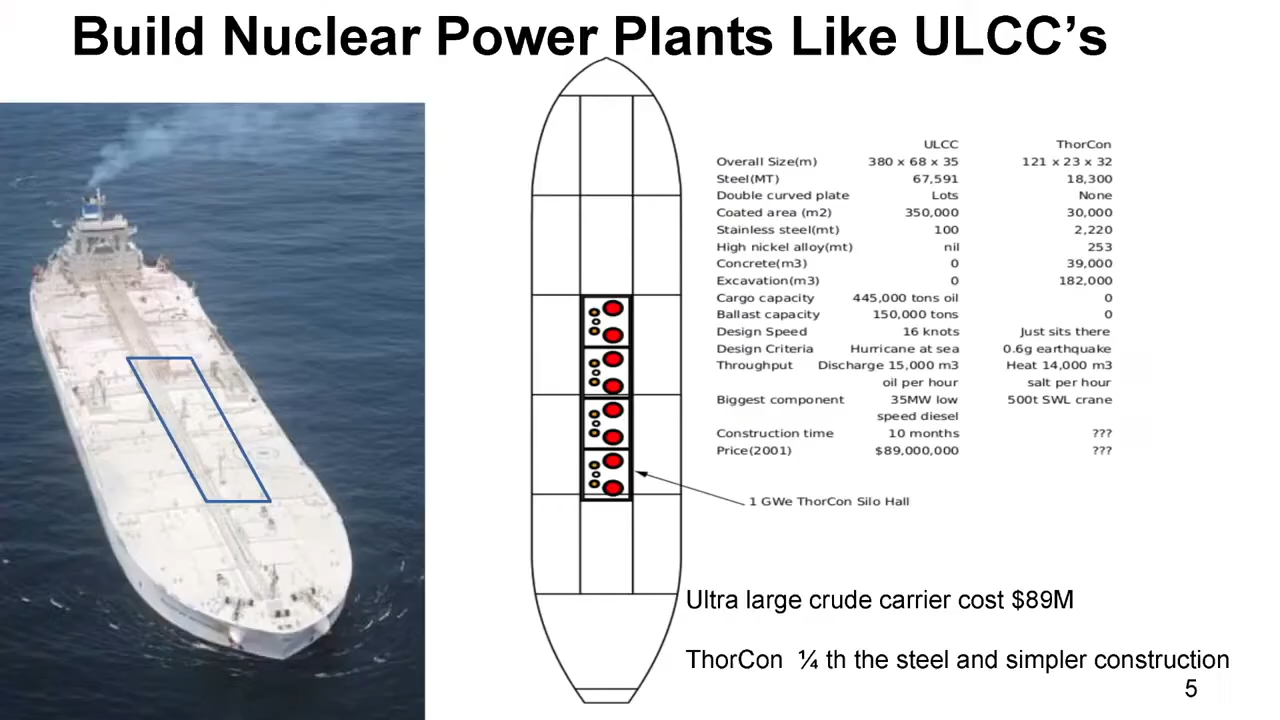 Build Nuclear Power Plants Like ULCC’s
ULCC ThorCon
Overall Size(m) 380 x 68 x 35 121 x 23 x 32
Steel(MT) 67,591 18,300
Double curved plate Lots None
Coated area (m2) 350,000 30,000
Stainless steel(mt) 100 2,220
High nickel alloy(mt) nil 253
Concrete(m3) 0 39,000
Excavation(m3) 0 182,000
Cargo capacity 445,000 tons oil 0
Ballast capacity 150,000 tons 0
Design Speed 16 knots Just sits there
Design Criteria Hurricane at sea 0.6g earthquake
Throughput Discharge 15,000 m3 Heat 14,000 m3
oil per hour salt per hour
Biggest component 35MW low 500t SWL crane
speed diesel
Construction time 10 months ???
Price(2001) $89,000,000 ???
1 GWe ThorCon Silo Hall
Ultra large crude carrier cost $89M
ThorCon ¼ th the steel and simpler construction
5